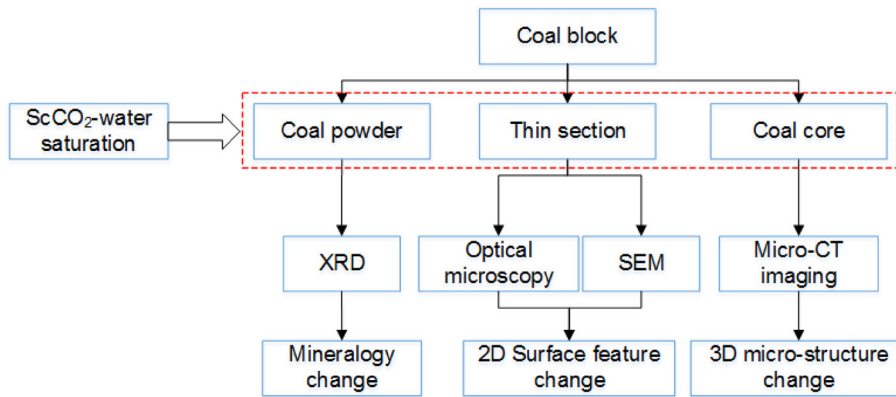 Coal block
ScCO₂-water
saturation
Coal powder
Thin section
Coal core
XRD
Optical
microscopy
SEM
Micro-CT
imaging
Mineralogy
change
2D Surface feature
change
3D micro-structure
change